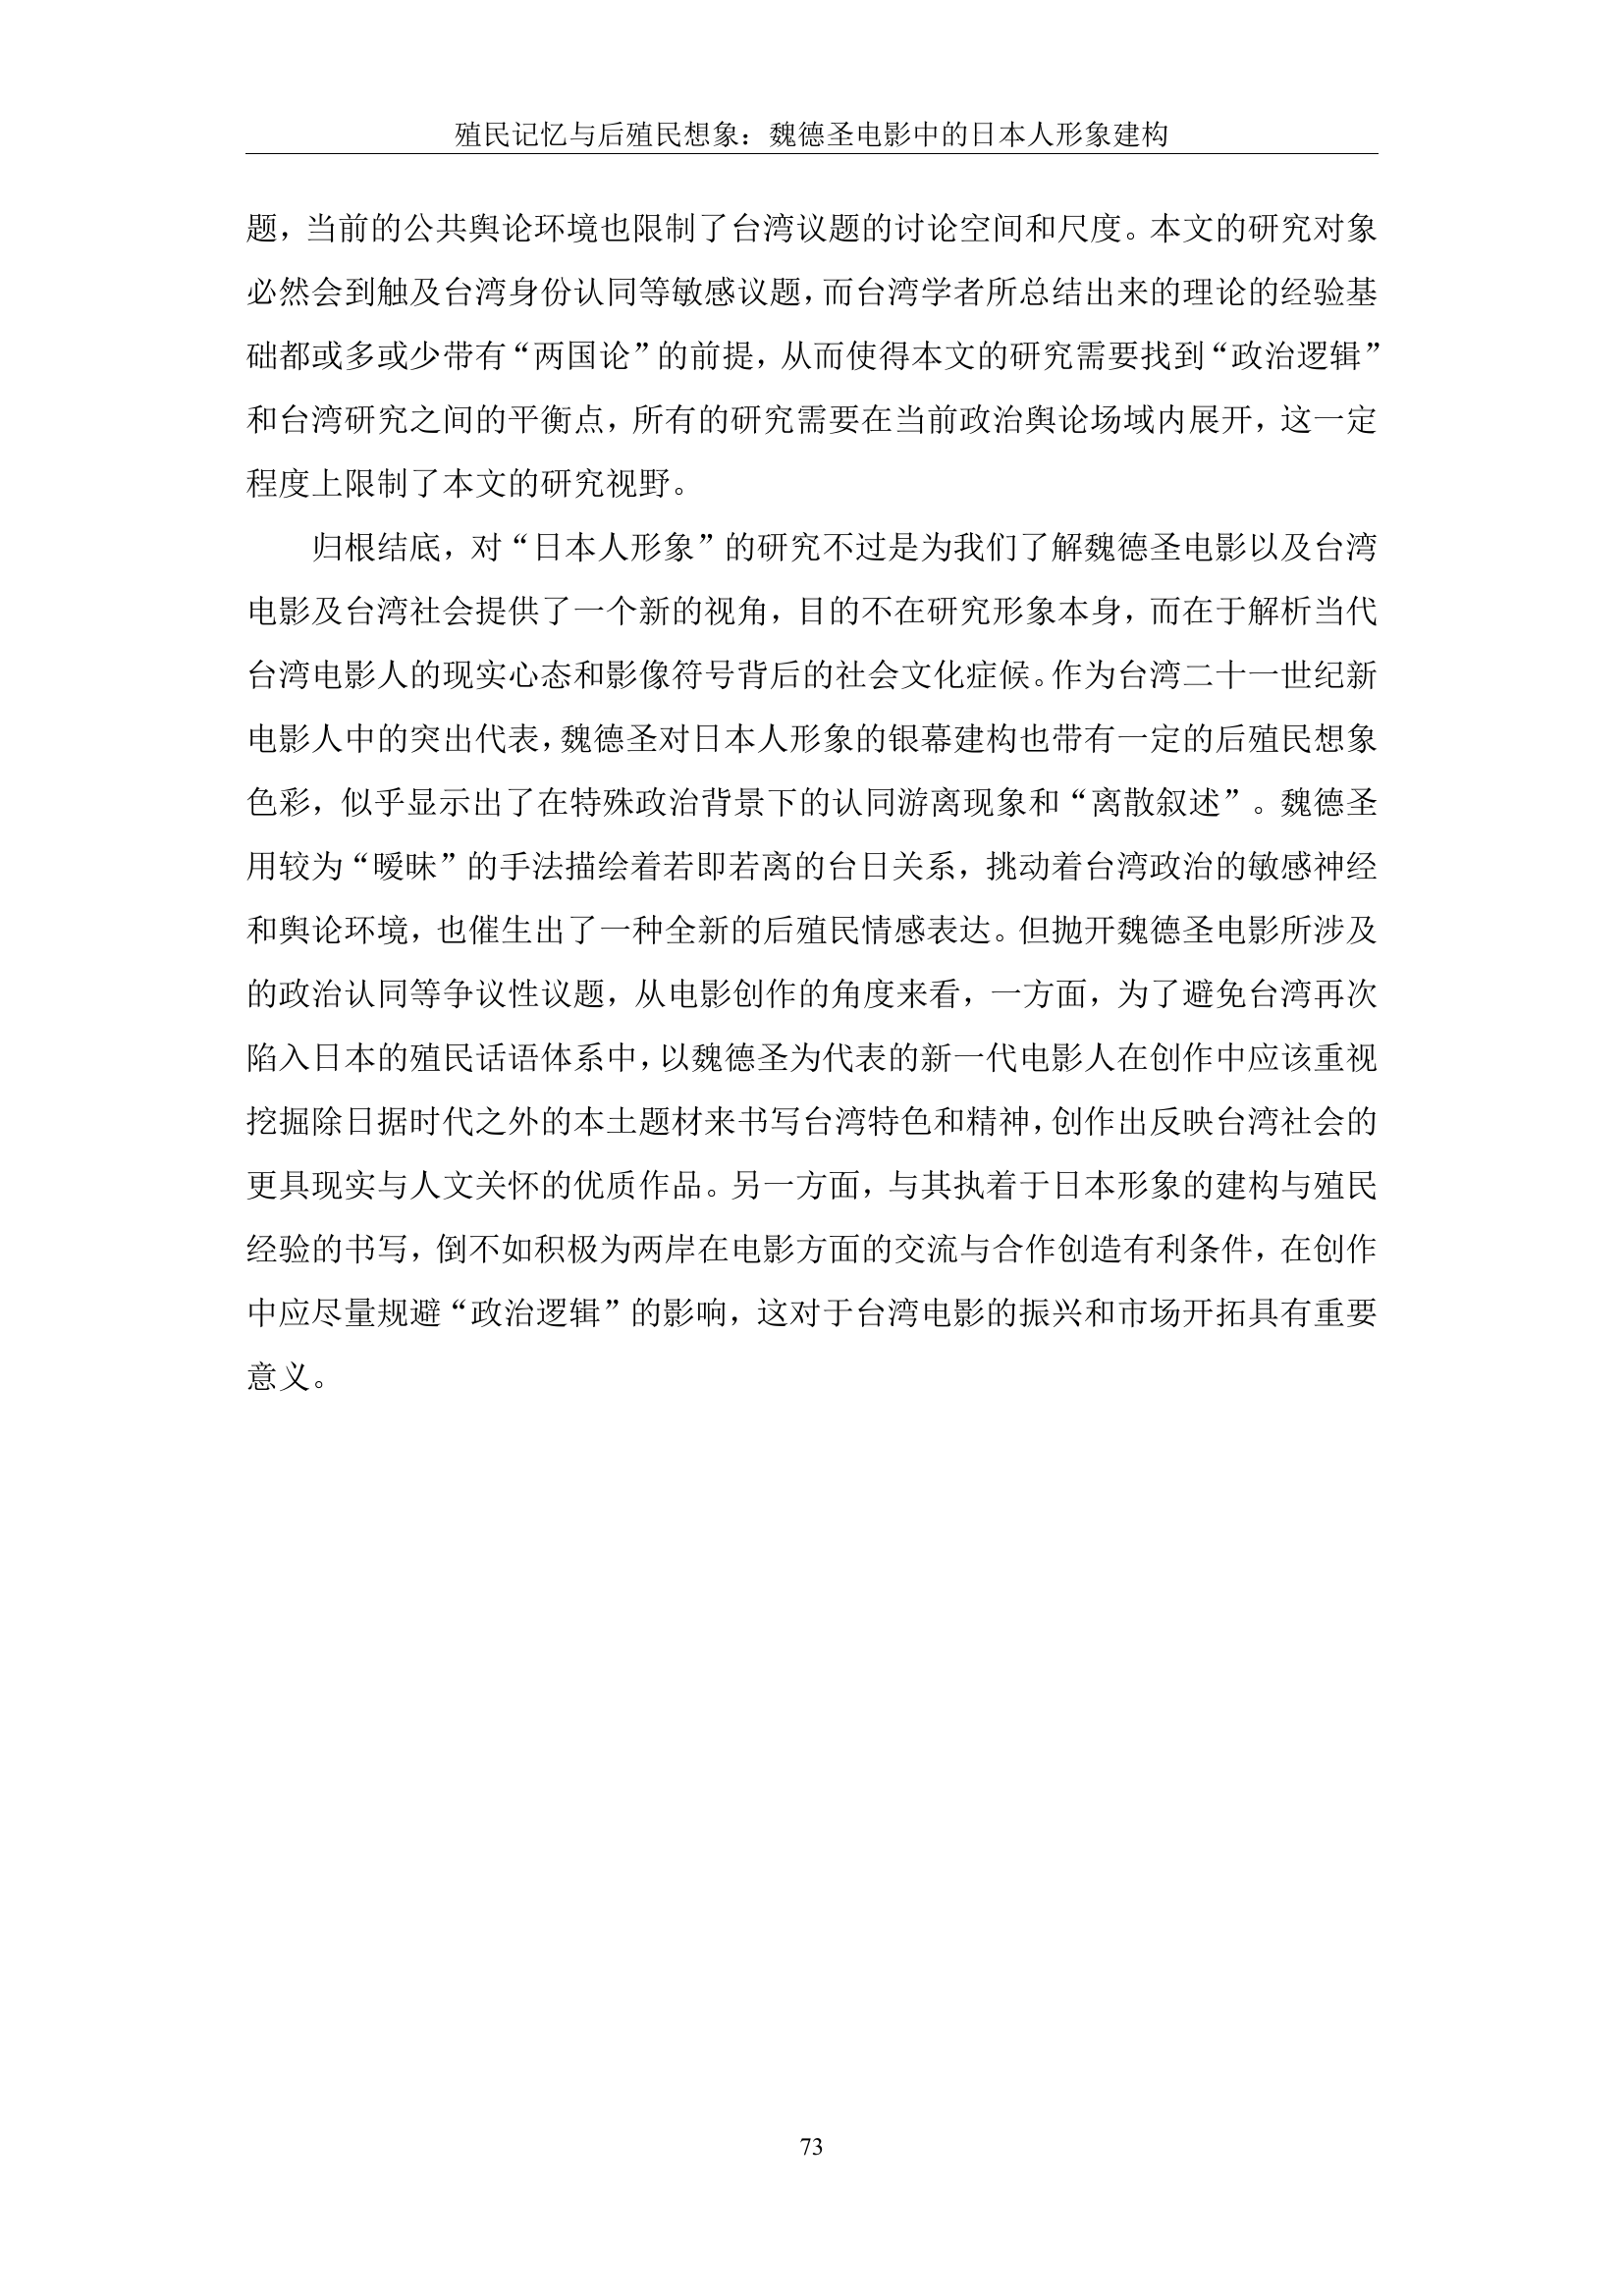 殖民记忆与后殖民想象：魏德圣电影中的日本人形象建构
题，当前的公共舆论环境也限制了台湾议题的讨论空间和尺度。本文的研究对象
必然会到触及台湾身份认同等敏感议题，而台湾学者所总结出来的理论的经验基
础都或多或少带有“两国论”的前提，从而使得本文的研究需要找到“政治逻辑”
和台湾研究之间的平衡点，所有的研究需要在当前政治舆论场域内展开，这一定
程度上限制了本文的研究视野。
归根结底，对“日本人形象”的研究不过是为我们了解魏德圣电影以及台湾
电影及台湾社会提供了一个新的视角，目的不在研究形象本身，而在于解析当代
台湾电影人的现实心态和影像符号背后的社会文化症候。作为台湾二十一世纪新
电影人中的突出代表，魏德圣对日本人形象的银幕建构也带有一定的后殖民想象
色彩，似乎显示出了在特殊政治背景下的认同游离现象和“离散叙述”。魏德圣
用较为“暧昧”的手法描绘着若即若离的台日关系，挑动着台湾政治的敏感神经
和舆论环境，也催生出了一种全新的后殖民情感表达。但抛开魏德圣电影所涉及
的政治认同等争议性议题，从电影创作的角度来看，一方面，为了避免台湾再次
陷入日本的殖民话语体系中，以魏德圣为代表的新一代电影人在创作中应该重视
挖掘除日据时代之外的本土题材来书写台湾特色和精神，创作出反映台湾社会的
更具现实与人文关怀的优质作品。另一方面，与其执着于日本形象的建构与殖民
经验的书写，倒不如积极为两岸在电影方面的交流与合作创造有利条件，在创作
中应尽量规避“政治逻辑”的影响，这对于台湾电影的振兴和市场开拓具有重要
意义。
73